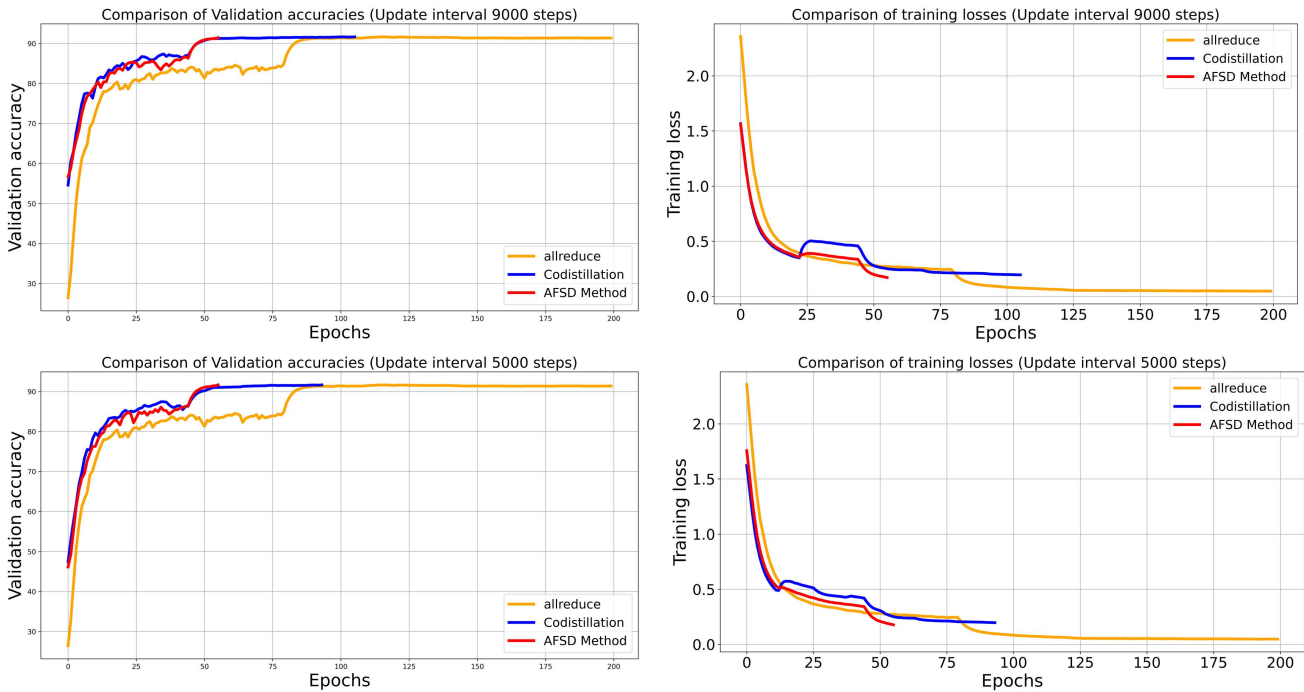 Comparison of Validation accuracies (Update interval 9000 steps)
Validation accuracy
90
80
70
60
50
40
30
allreduce
Codistillation
AFSD Method
0 25 50 75 100 125 150 175 200
Epochs
Comparison of training losses (Update interval 9000 steps)
Training loss
2.0
1.5
1.0
0.5
0.0
allreduce
Codistillation
AFSD Method
0 25 50 75 100 125 150 175 200
Epochs
Comparison of Validation accuracies (Update interval 5000 steps)
Validation accuracy
90
80
70
60
50
40
30
allreduce
Codistillation
AFSD Method
0 25 50 75 100 125 150 175 200
Epochs
Comparison of training losses (Update interval 5000 steps)
Training loss
2.0
1.5
1.0
0.5
0.0
allreduce
Codistillation
AFSD Method
0 25 50 75 100 125 150 175 200
Epochs